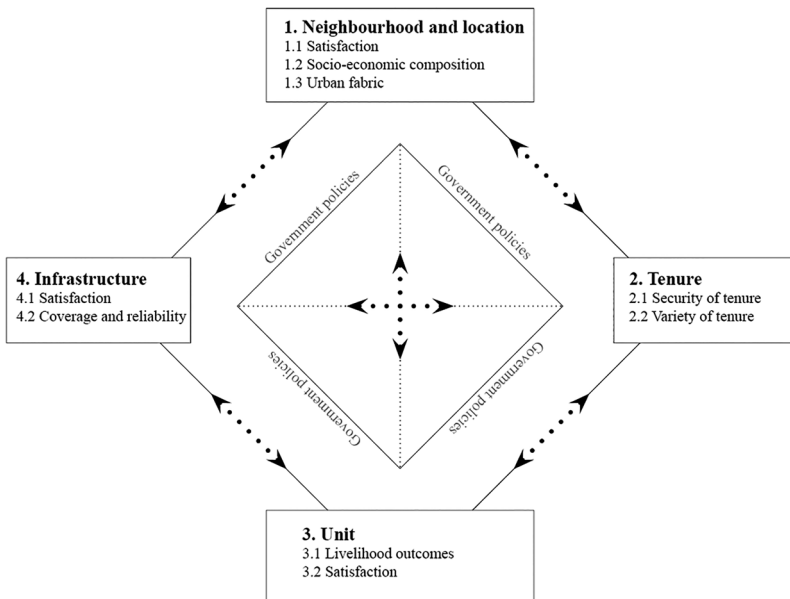 1. Neighbourhood and location
1.1 Satisfaction
1.2 Socio-economic composition
1.3 Urban fabric
Government policies
Government policies
4. Infrastructure
4.1 Satisfaction
4.2 Coverage and reliability
2. Tenure
2.1 Security of tenure
2.2 Variety of tenure
Government policies
Government policies
3. Unit
3.1 Livelihood outcomes
3.2 Satisfaction